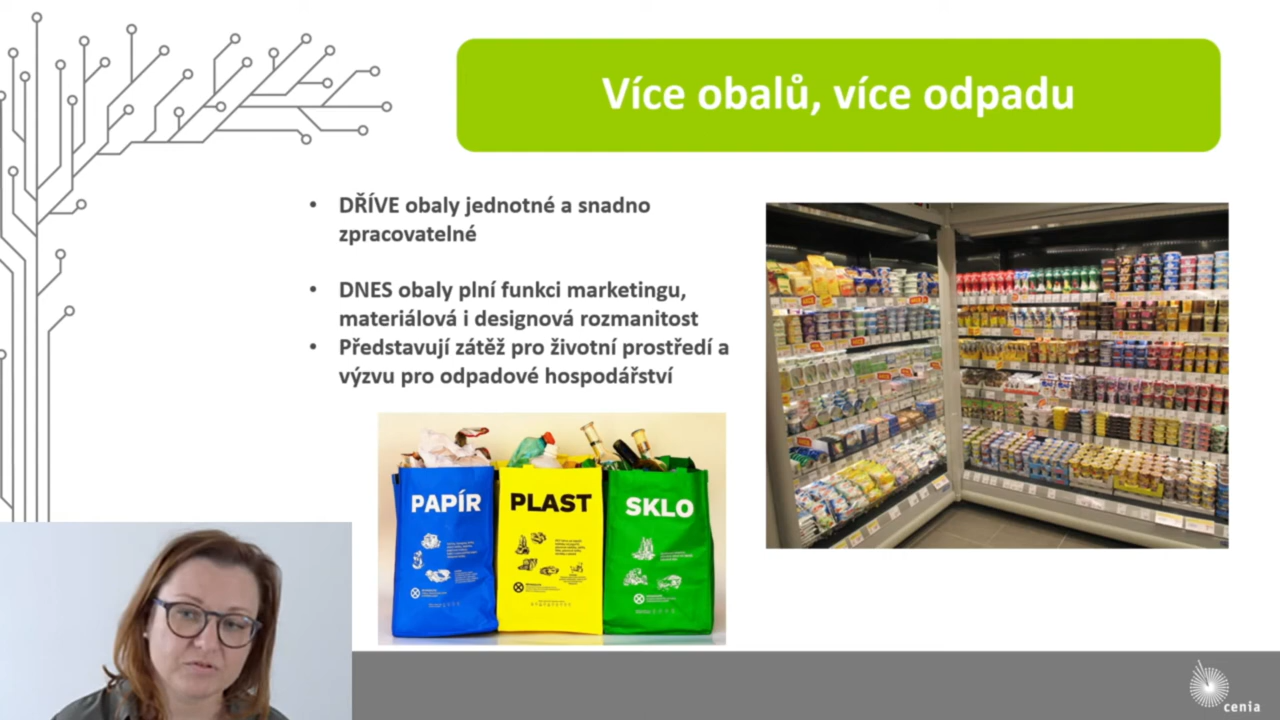 Více obalů, více odpadu
• DŘÍVE obaly jednotné a snadno
zpracovatelné
• DNES obaly plní funkci marketingu,
materiálová i designová rozmanitost
• Představují zátěž pro životní prostředí a
výzvu pro odpadové hospodářství
PAPÍR
PLAST
SKLO
cenia